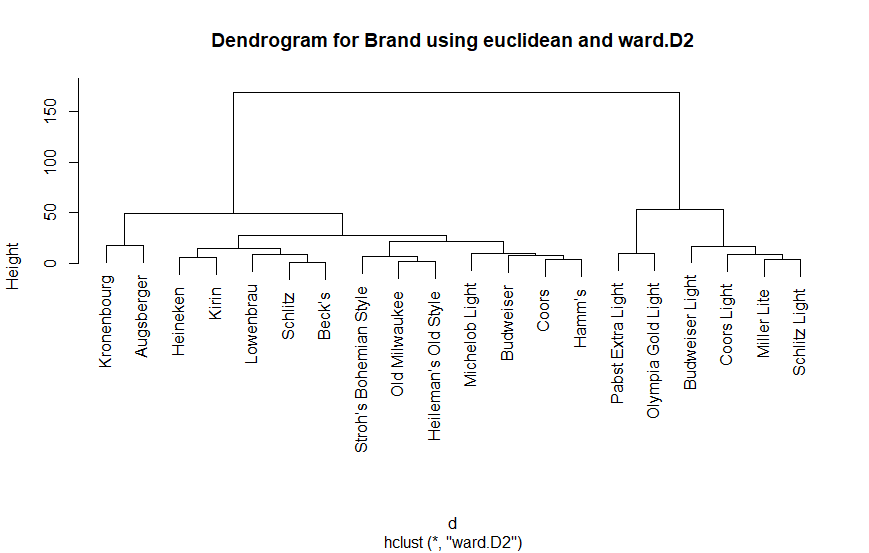 Dendrogram for Brand using euclidean and ward.D2
Height
150
100
50
0
Kronenbourg
Augsberger
Heineken
Kirin
Lowenbrau
Schlitz
Beck's
Stroh's Bohemian Style
Old Milwaukee
Heileman's Old Style
Michelob Light
Budweiser
Coors
Hamm's
Pabst Extra Light
Olympia Gold Light
Budweiser Light
Coors Light
Miller Lite
Schlitz Light
d
hclust (*, "ward.D2")